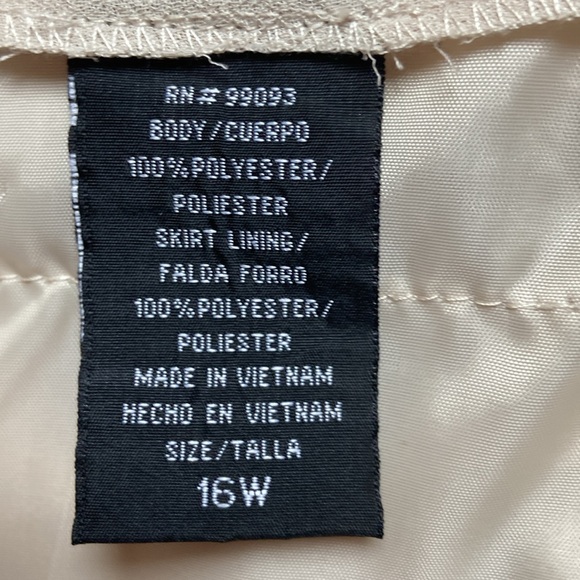 RN# 99093
BODY/CUERPO
100%POLYESTER/
POLIESTER
SKIRT LINING/
FALDA FORRO
100%POLYESTER/
POLIESTER
MADE IN VIETNAM
HECHO EN VIETNAM
SIZE/TALLA
16W